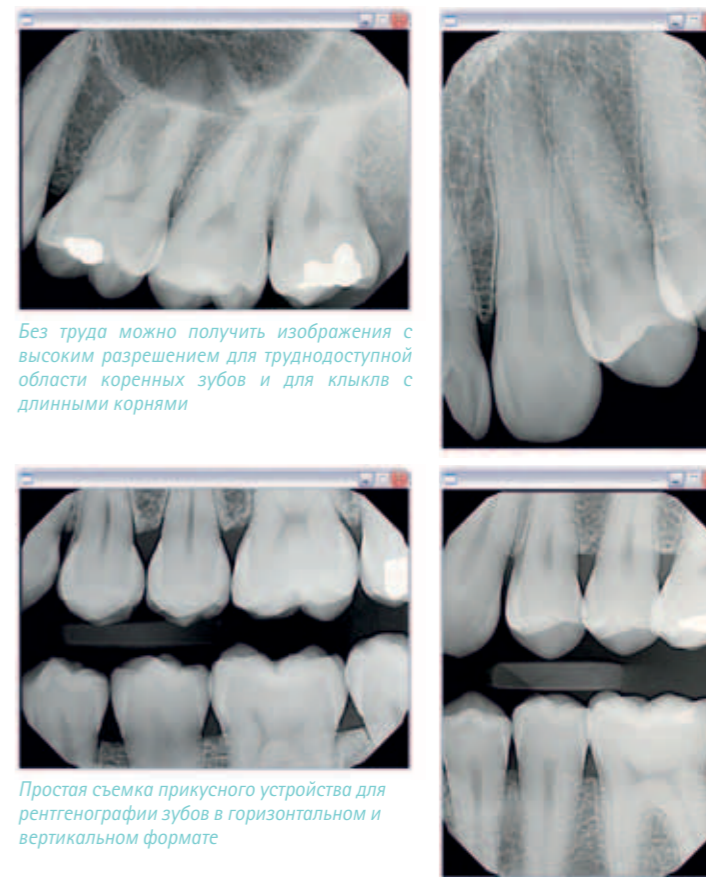 Без труда можно получить изображения с
высоким разрешением для труднодоступной
области коренных зубов и для клыклв с
длинными корнями
Простая съемка прикусного устройства для
рентгенографии зубов в горизонтальном и
вертикальном формате